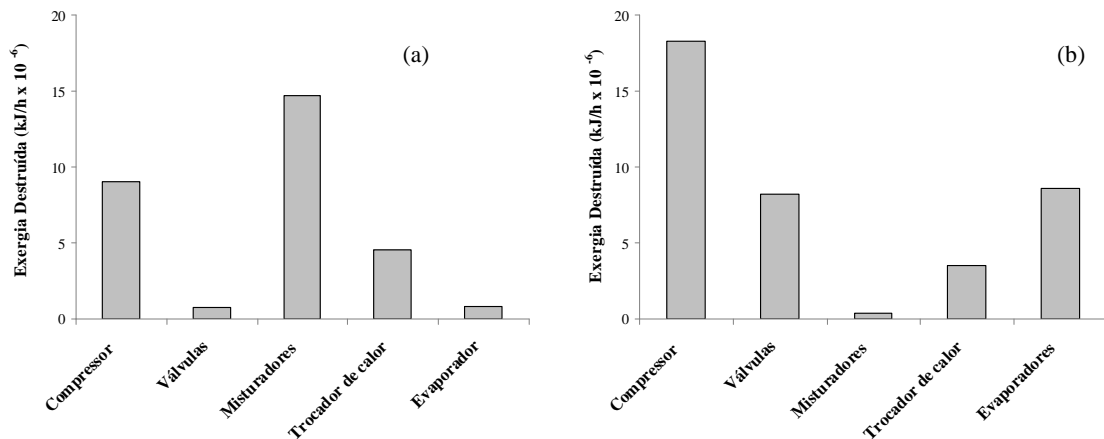 Exergia Destruída (kJ/h x 10 -6)
20
15
10
5
0
(a)
Compressor
Válvulas
Misturadores
Trocador de calor
Evaporador
Exergia Destruída (kJ/h x 10 -6)
20
15
10
5
0
(b)
Compressor
Válvulas
Misturadores
Trocador de calor
Evaporadores